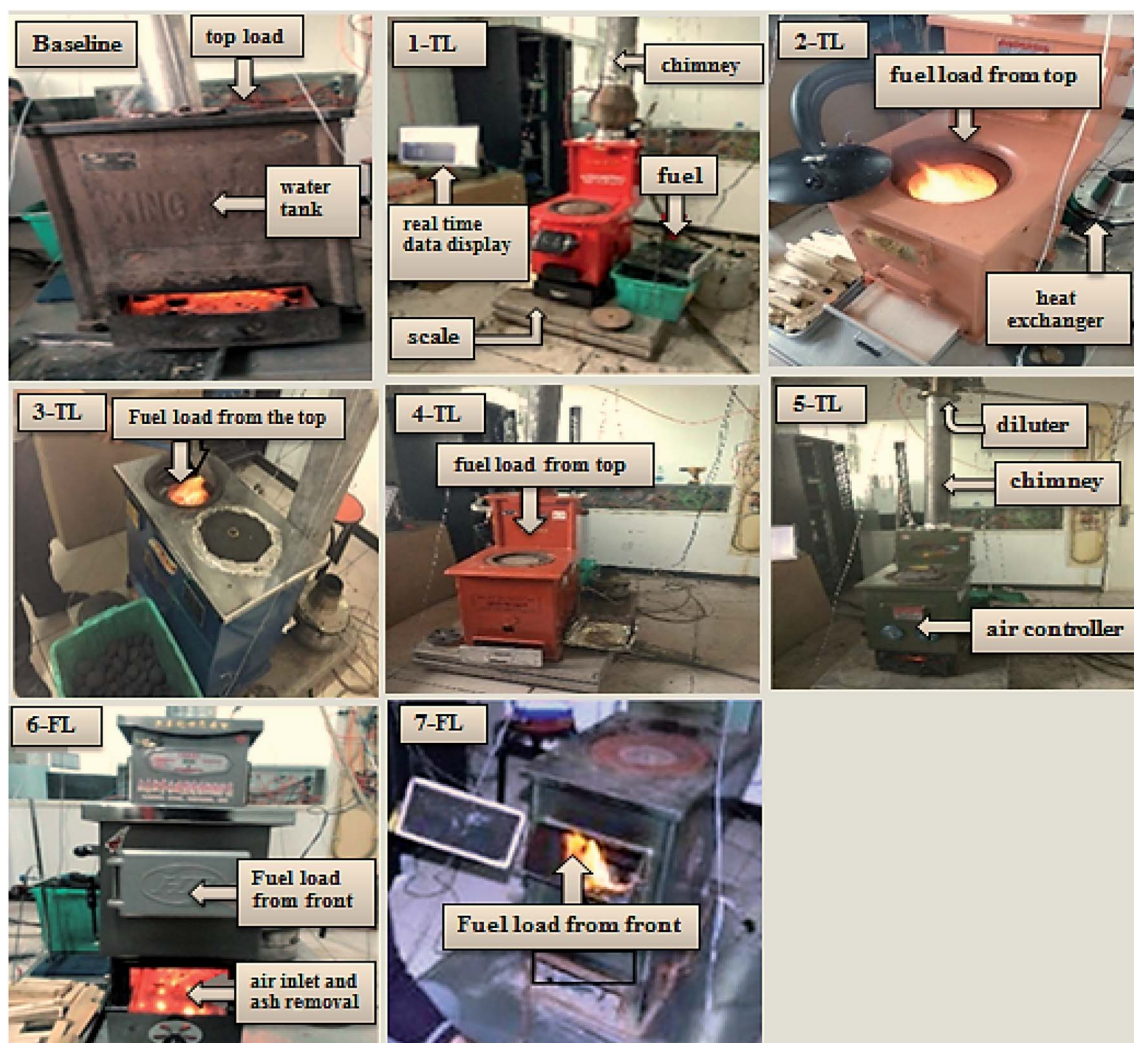 Baseline
top load
water
tank
KING
1-TL
chimney
fuel
real time
data display
scale
2-TL
fuel load from top
heat
exchanger
3-TL
Fuel load from the top
4-TL
fuel load from top
5-TL
diluter
chimney
air controller
6-FL
Fuel load
from front
air inlet and
ash removal
7-FL
Fuel load from front